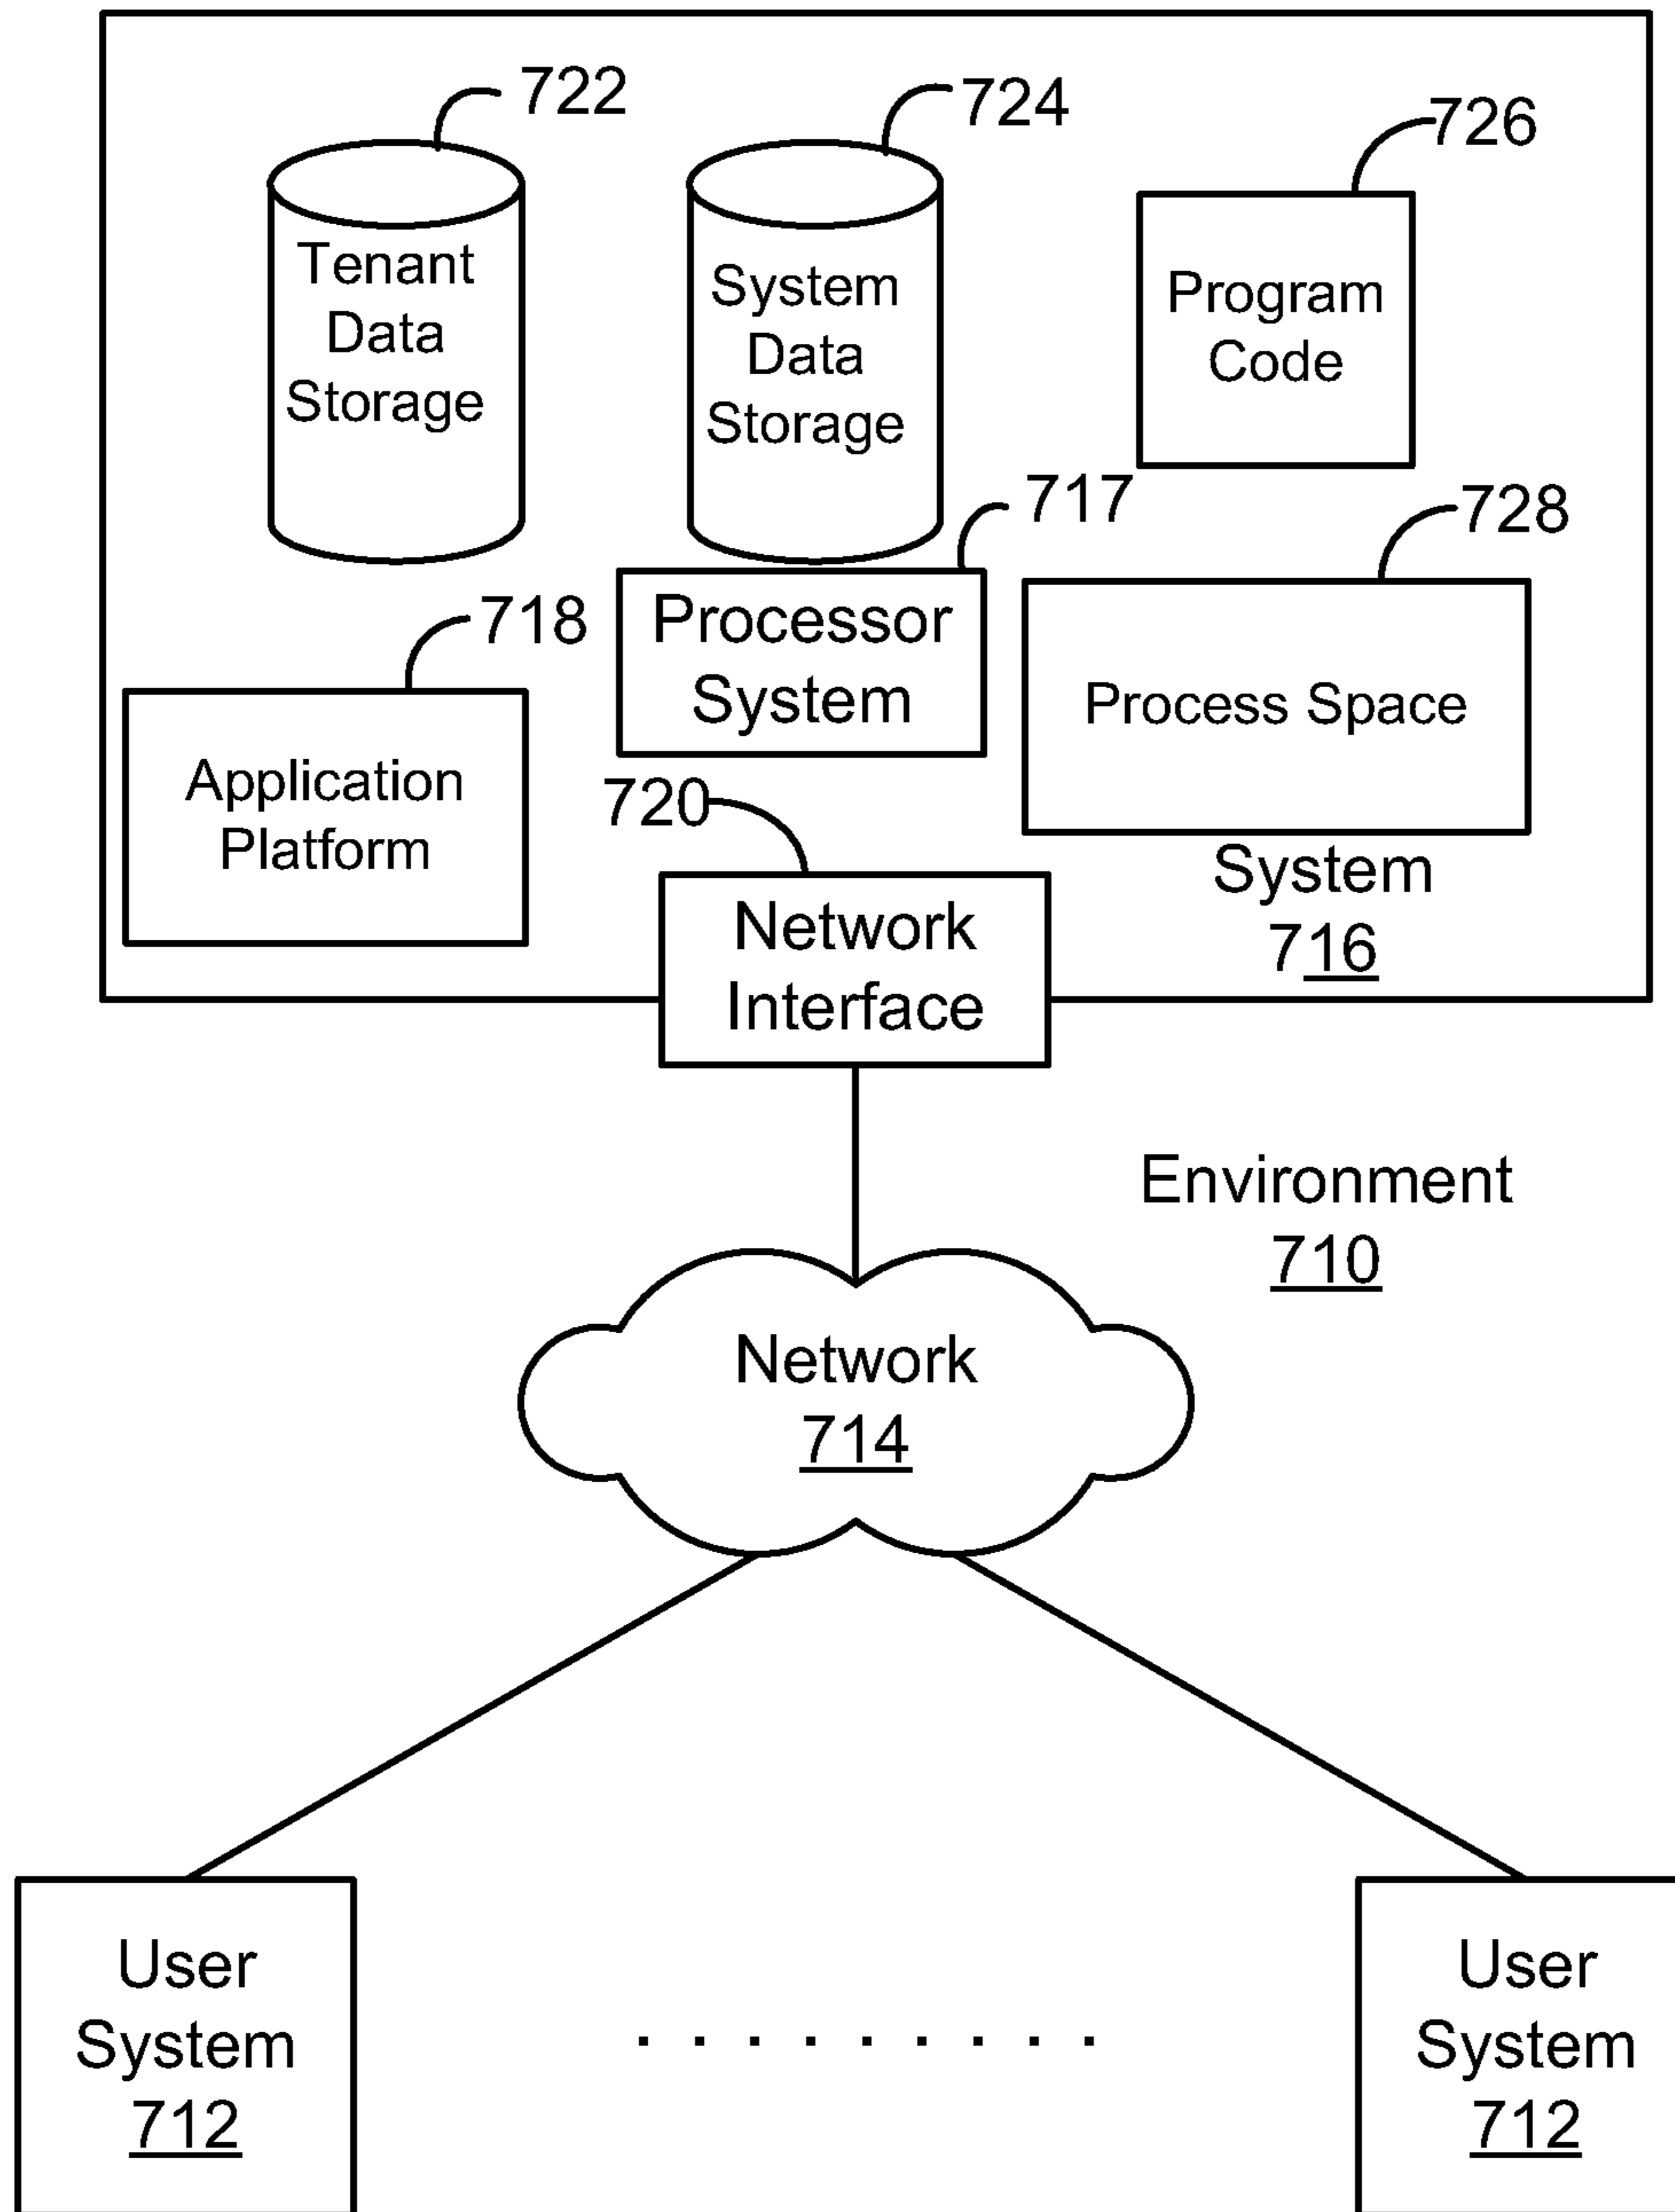 722
724
726
Tenant
Data
Storage
System
Data
Storage
Program
Code
717
728
718
Processor
System
Process Space
Application
Platform
720
System
716
Network
Interface
Environment
710
Network
714
User
System
712
. . . . . . . . .
User
System
712